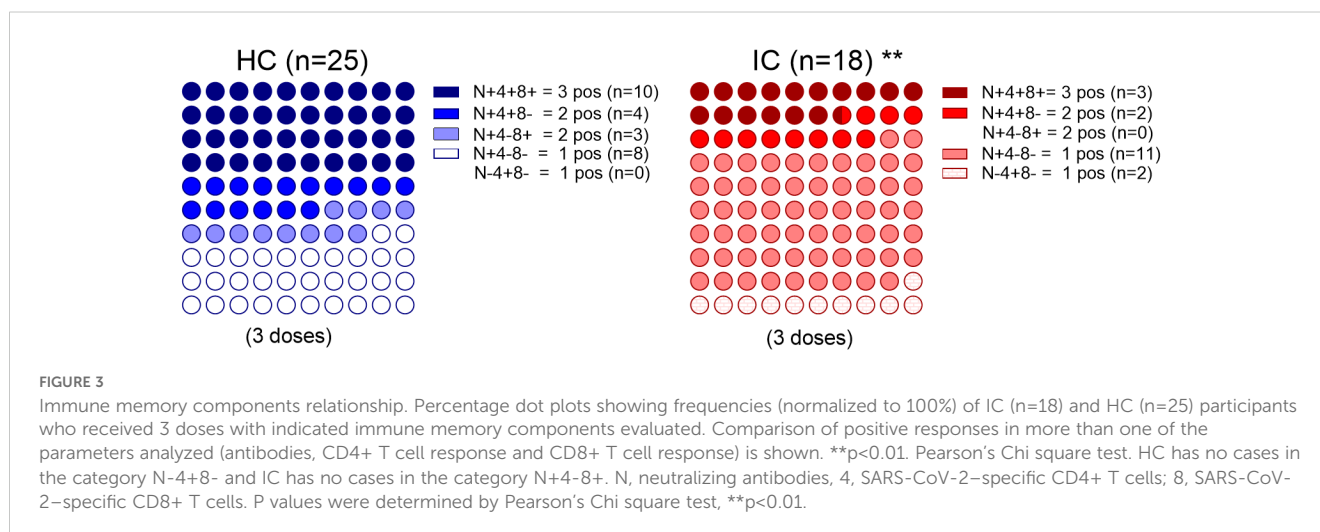 HC (n=25)
N+4+8+ = 3 pos (n=10)
N+4+8- = 2 pos (n=4)
N+4-8+ = 2 pos (n=3)
N+4-8- = 1 pos (n=8)
N-4+8- = 1 pos (n=0)
(3 doses)
IC (n=18) **
N+4+8+= 3 pos (n=3)
N+4+8- = 2 pos (n=2)
N+4-8+ = 2 pos (n=0)
N+4-8- = 1 pos (n=11)
N-4+8- = 1 pos (n=2)
(3 doses)
FIGURE 3
Immune memory components relationship. Percentage dot plots showing frequencies (normalized to 100%) of IC (n=18) and HC (n=25) participants
who received 3 doses with indicated immune memory components evaluated. Comparison of positive responses in more than one of the
parameters analyzed (antibodies, CD4+ T cell response and CD8+ T cell response) is shown. **p<0.01. Pearson's Chi square test. HC has no cases in
the category N-4+8- and IC has no cases in the category N+4-8+. N, neutralizing antibodies, 4, SARS-CoV-2–specific CD4+ T cells; 8, SARS-CoV-
2–specific CD8+ T cells. P values were determined by Pearson's Chi square test, **p<0.01.